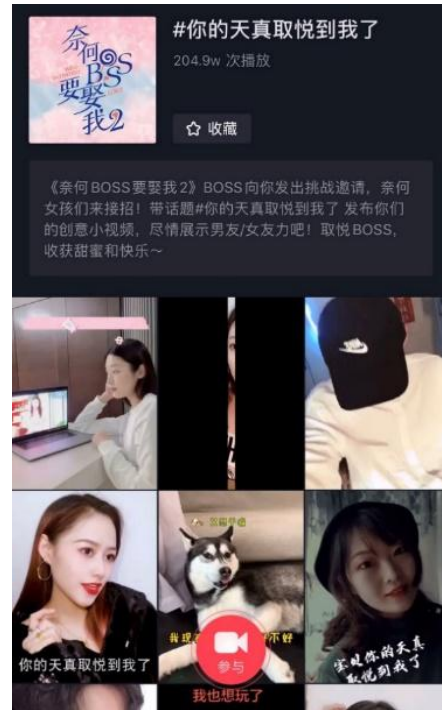 #你的天真取悦到我了
204.9w 次播放
奈何
BOSS
要娶
我2
收藏
《奈何BOSS要娶我2》BOSS向你发出挑战邀请，奈何
女孩们来接招！带话题#你的天真取悦到我了 发布你们
的创意小视频，尽情展示男友/女友力吧！取悦BOSS，
收获甜蜜和快乐～
你的天真取悦到我了
参与
我也想玩了
宝贝你的天真
取悦到我了